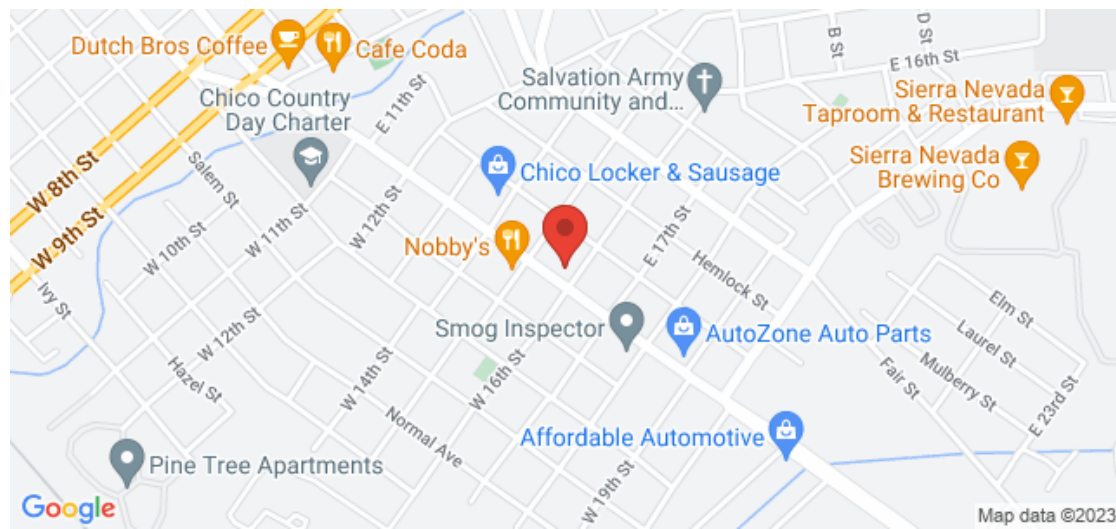 Dutch Bros Coffee
Cafe Coda
B St
D St
E 16th St
Salvation Army
Community and...
Sierra Nevada
Taproom & Restaurant
Chico Country
Day Charter
E 11th St
W 8th St
Salem St
Chico Locker & Sausage
Sierra Nevada
Brewing Co
W 9th St
W 10th St
W 11th St
W 12th St
Nobby's
E 17th St
Hemlock St
Ivy St
W 12th St
Smog Inspector
AutoZone Auto Parts
Elm St
Laurel St
Mulberry St
Fair St
E 23rd St
Hazel St
W 14th St
W 16th St
Normal Ave
Affordable Automotive
Pine Tree Apartments
W 19th St
Google
Map data ©2023